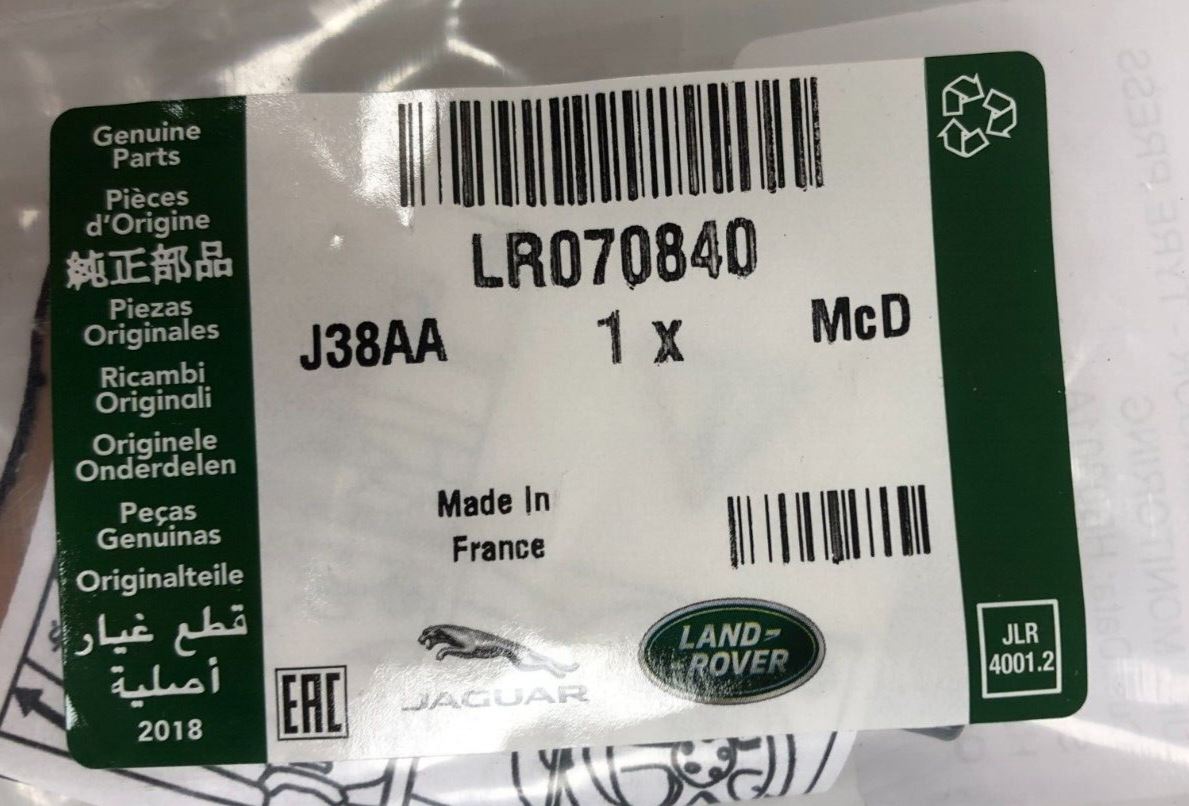 Genuine
Parts
Pièces
d'Origine
純正部品
Piezas
Originales
Ricambi
Originali
Originele
Onderdelen
Peças
Genuinas
Originalteile
قطع غيار
أصلية
2018
LR070840
J38AA
1 x
McD
Made In
France
EAC
JAGUAR
LAND-
-ROVER
JLR
4001.2